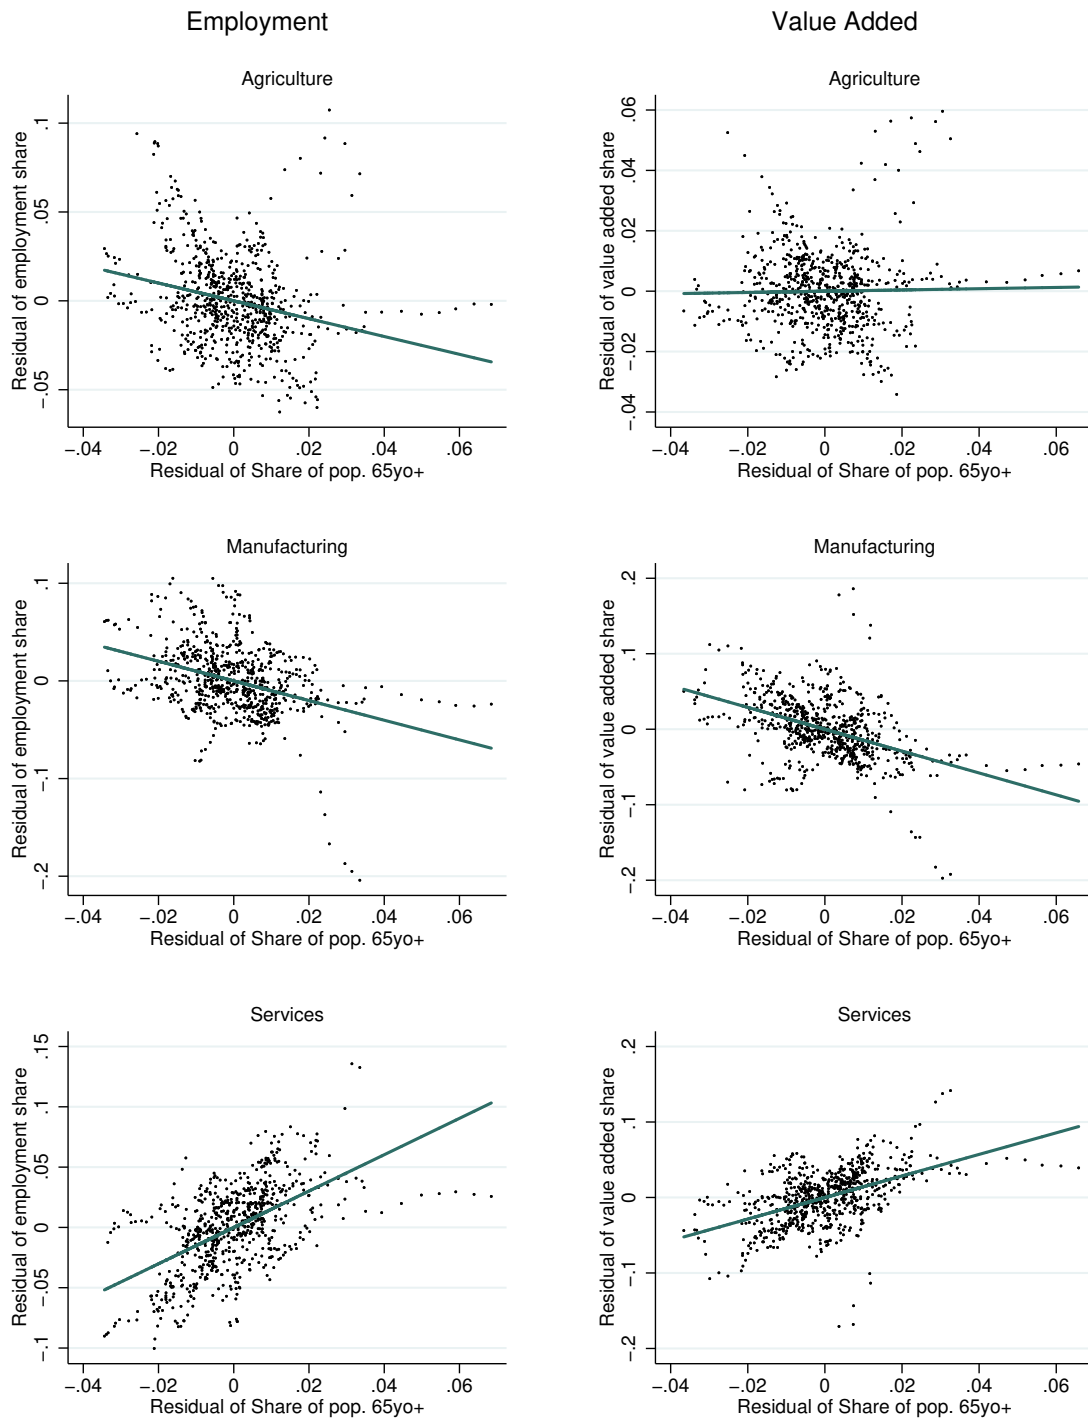 Employment
Value Added
Agriculture
Residual of employment share
.1
.05
0
−.05
−.04 −.02 0 .02 .04 .06
Residual of Share of pop. 65yo+
Agriculture
Residual of value added share
.06
.04
.02
0
−.02
−.04
−.04 −.02 0 .02 .04 .06
Residual of Share of pop. 65yo+
Manufacturing
Residual of employment share
.1
0
−.1
−.2
−.04 −.02 0 .02 .04 .06
Residual of Share of pop. 65yo+
Manufacturing
Residual of value added share
.2
.1
0
−.1
−.2
−.04 −.02 0 .02 .04 .06
Residual of Share of pop. 65yo+
Services
Residual of employment share
.15
.1
.05
0
−.05
−.1
−.04 −.02 0 .02 .04 .06
Residual of Share of pop. 65yo+
Services
Residual of value added share
.2
.1
0
−.1
−.2
−.04 −.02 0 .02 .04 .06
Residual of Share of pop. 65yo+